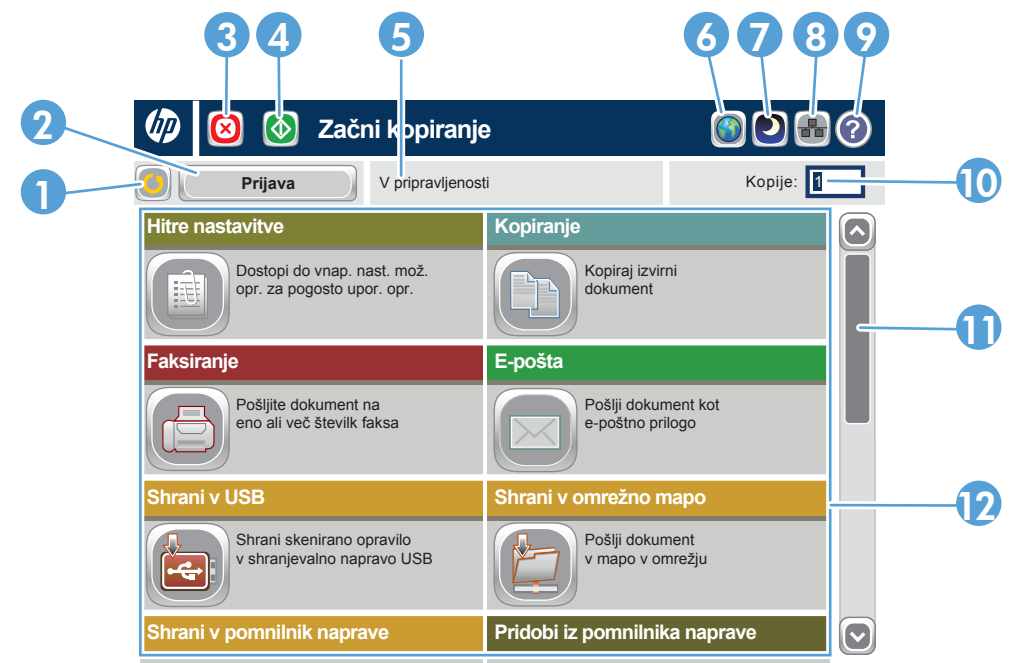 3 4 5 6 7 8 9
2
hp Začni kopiranje ?
1
Prijava V pripravljenosti Kopije: 1
10
Hitre nastavitve Kopiranje
Dostopi do vnap. nast. mož.
opr. za pogosto upor. opr.
Kopiraj izvirni
dokument
11
Faksiranje E-pošta
Pošljite dokument na
eno ali več številk faksa
Pošlji dokument kot
e-poštno prilogo
Shrani v USB Shrani v omrežno mapo
12
Shrani skenirano opravilo
v shranjevalno napravo USB
Pošlji dokument
v mapo v omrežju
Shrani v pomnilnik naprave Pridobi iz pomnilnika naprave